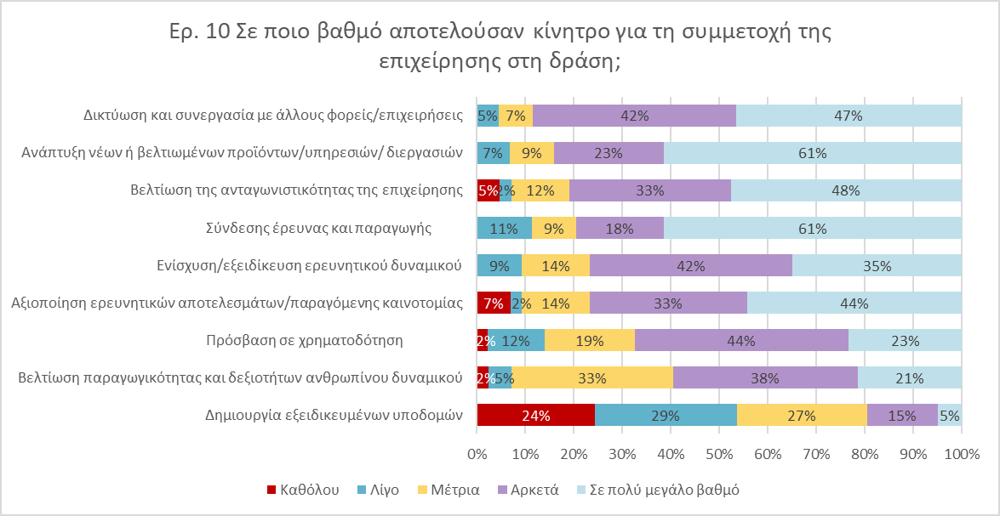 Ερ. 10 Σε ποιο βαθμό αποτελούσαν κίνητρο για τη συμμετοχή της
επιχείρησης στη δράση;
Δικτύωση και συνεργασία με άλλους φορείς/επιχειρήσεις 5% 7% 42% 47%
Ανάπτυξη νέων ή βελτιωμένων προϊόντων/υπηρεσιών/ διεργασιών 7% 9% 23% 61%
Βελτίωση της ανταγωνιστικότητας της επιχείρησης 5% 2% 12% 33% 48%
Σύνδεσης έρευνας και παραγωγής 11% 9% 18% 61%
Ενίσχυση/εξειδίκευση ερευνητικού δυναμικού 9% 14% 42% 35%
Αξιοποίηση ερευνητικών αποτελεσμάτων/παραγόμενης καινοτομίας 7% 2% 14% 33% 44%
Πρόσβαση σε χρηματοδότηση 2% 12% 19% 44% 23%
Βελτίωση παραγωγικότητας και δεξιοτήτων ανθρωπίνου δυναμικού 2% 5% 33% 38% 21%
Δημιουργία εξειδικευμένων υποδομών 24% 29% 27% 15% 5%
0% 10% 20% 30% 40% 50% 60% 70% 80% 90% 100%
Καθόλου Λίγο Μέτρια Αρκετά Σε πολύ μεγάλο βαθμό